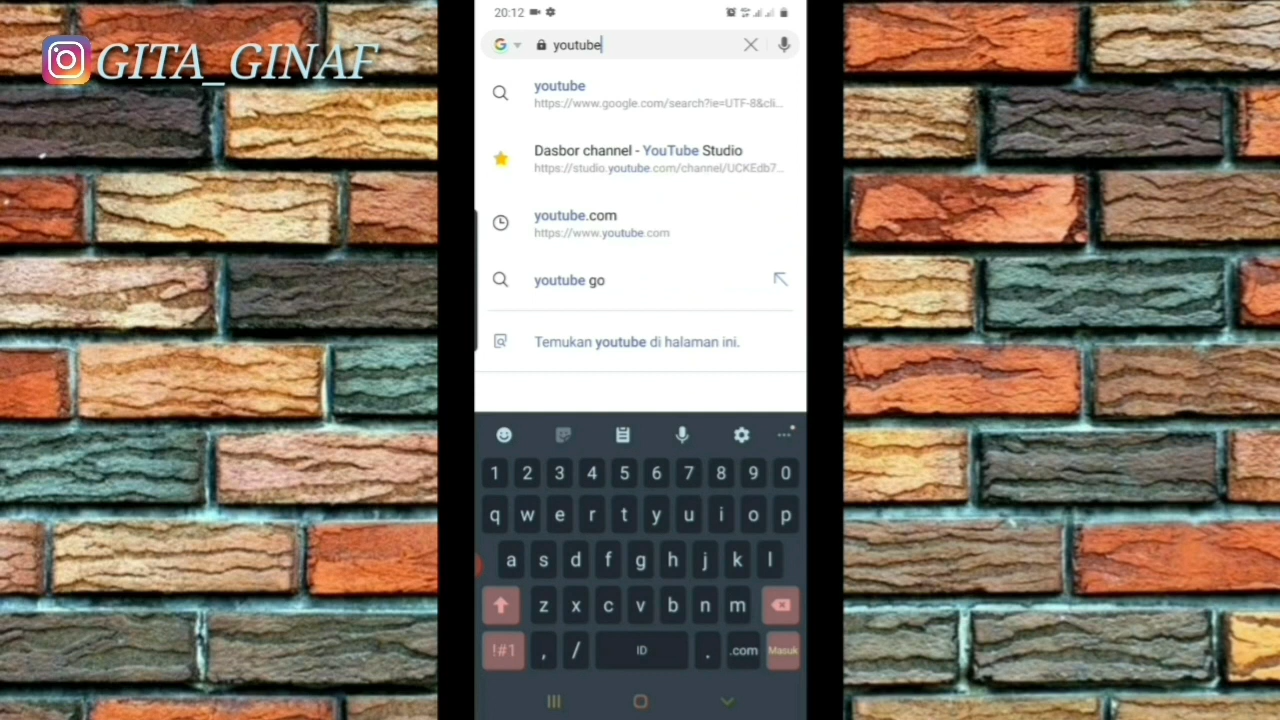 GITA_GINAF
20:12
youtube
youtube
https://www.google.com/search?ie=UTF-8&cli...
Dasbor channel - YouTube Studio
https://studio.youtube.com/channel/UCKEdb7...
youtube.com
https://www.youtube.com
youtube go
Temukan youtube di halaman ini.
1 2 3 4 5 6 7 8 9 0
q w e r t y u i o p
a s d f g h j k l
z x c v b n m
!#1 , / ID . .com Masuk